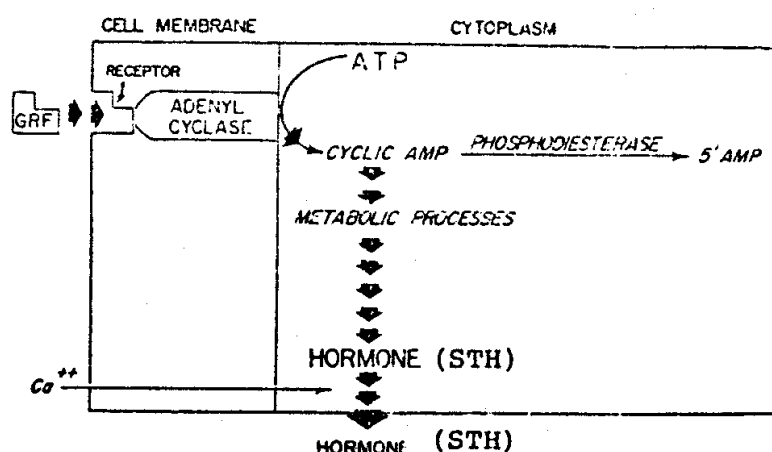 CELL MEMBRANE
CYTOPLASM
RECEPTOR
ATP
GRF
ADENYL
CYCLASE
CYCLIC AMP
PHOSPHODIESTERASE
5' AMP
METABOLIC PROCESSES
HORMONE (STH)
Ca++
HORMONE (STH)